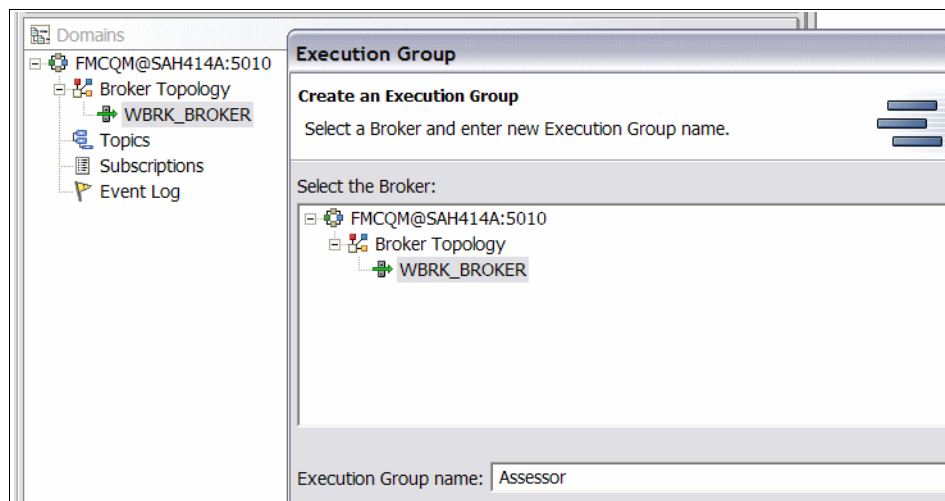 Domains
FMCQM@SAH414A:5010
Broker Topology
WBRK_BROKER
Topics
Subscriptions
Event Log
Execution Group
Create an Execution Group
Select a Broker and enter new Execution Group name.
Select the Broker:
FMCQM@SAH414A:5010
Broker Topology
WBRK_BROKER
Execution Group name: Assessor